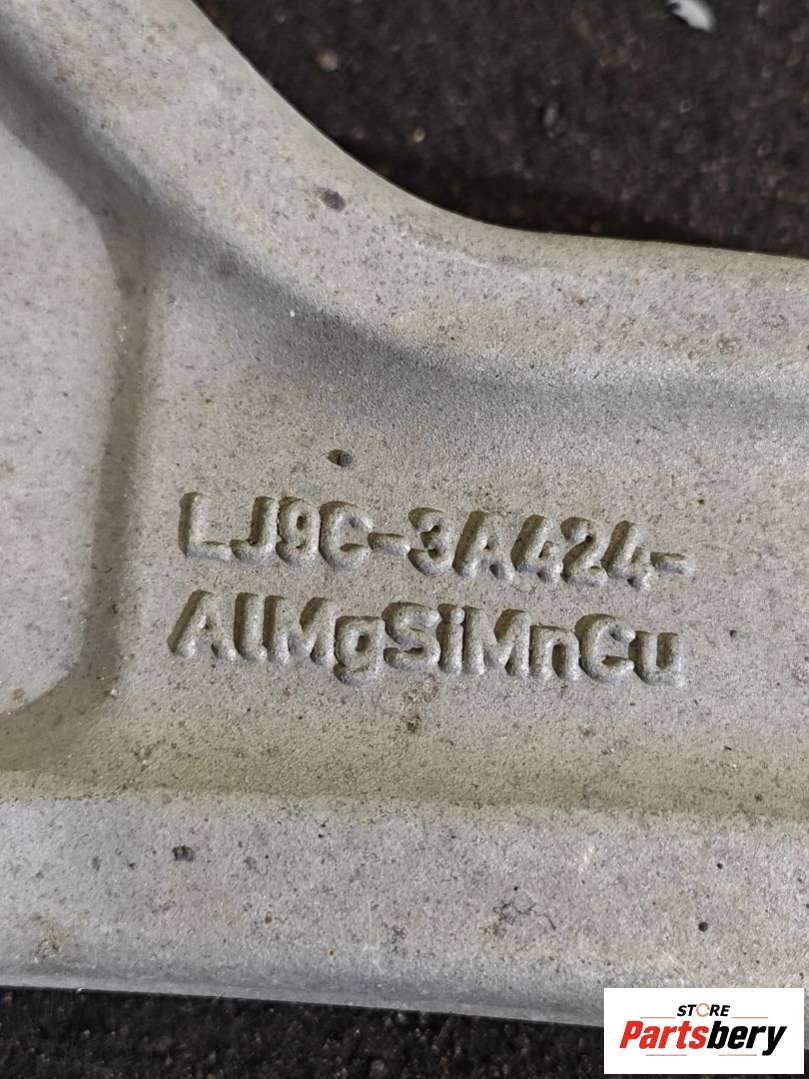 LJ9C-3A424-
AlMgSiMnCu
STORE
Partsbery